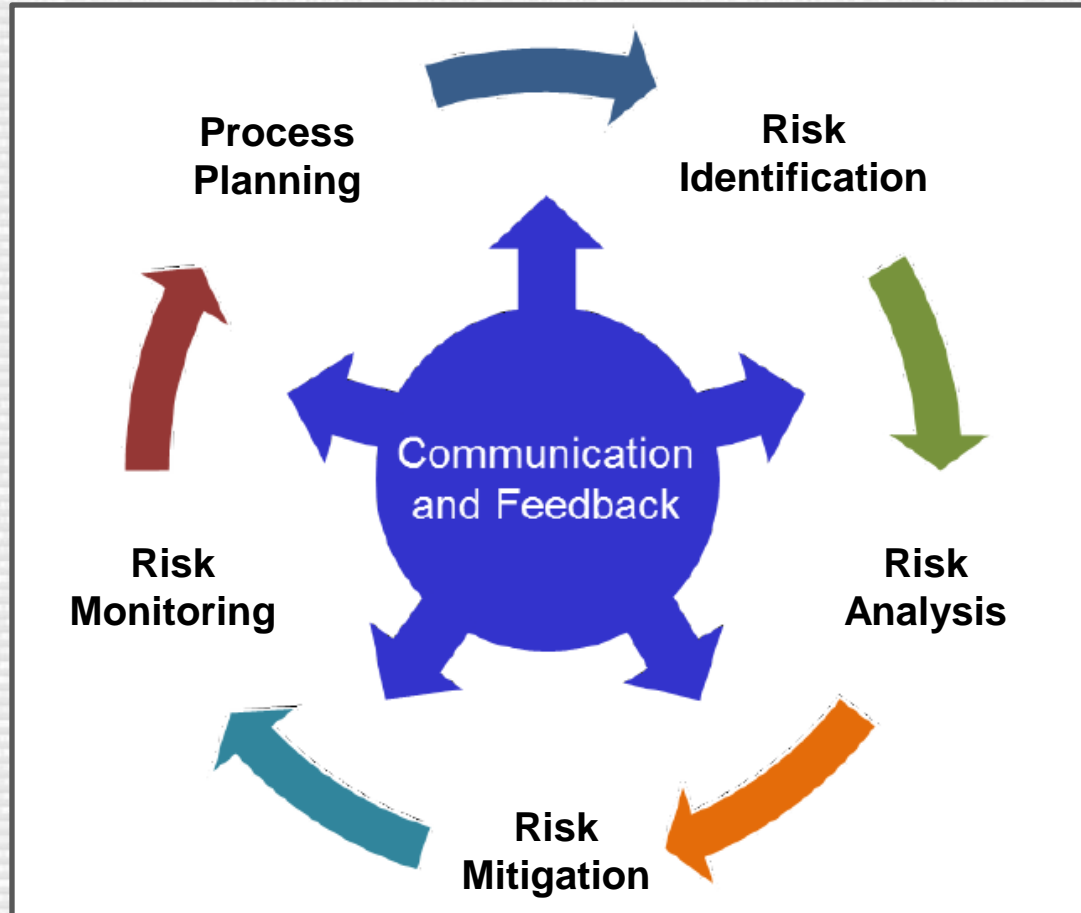 Process
Planning
Risk
Identification
Communication
and Feedback
Risk
Monitoring
Risk
Analysis
Risk
Mitigation